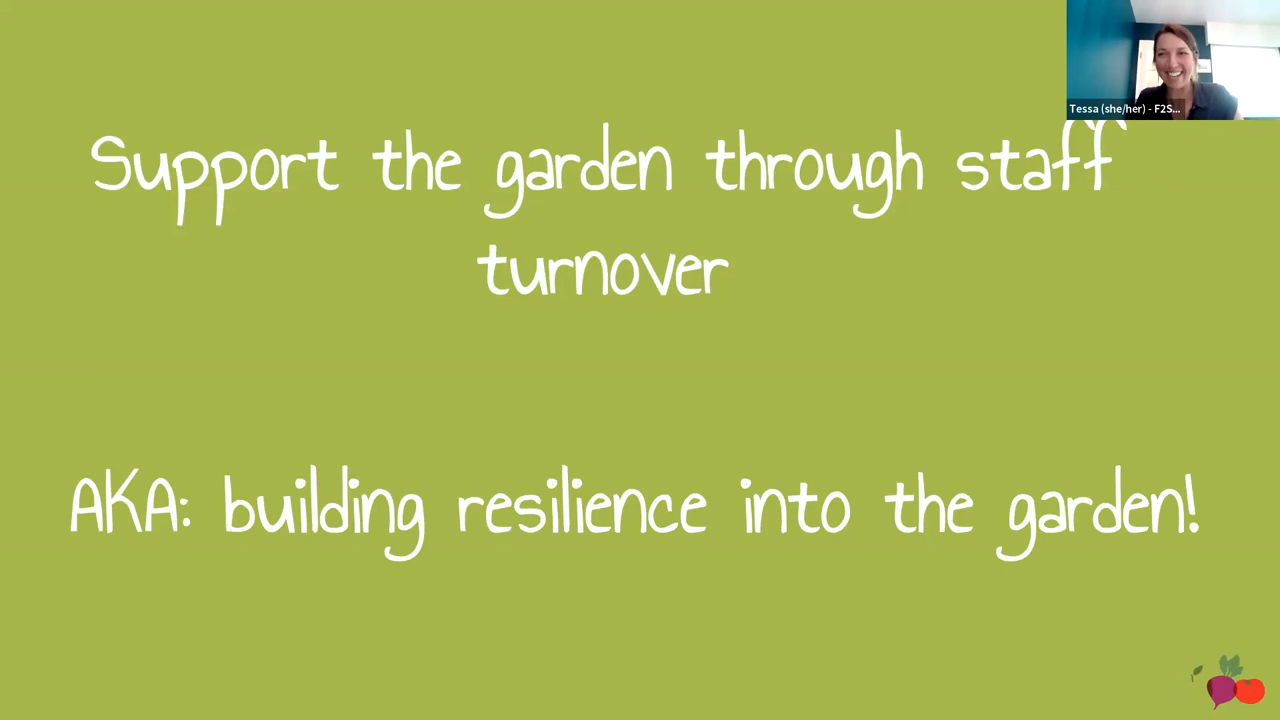 Tessa (she/her) - F2S...
Support the garden through staff
turnover
AKA: building resilience into the garden!